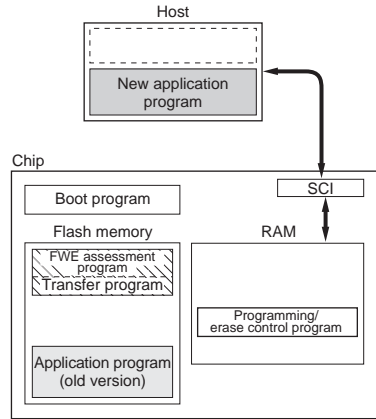 Host
New application
program
Chip
SCI
Boot program
Flash memory
RAM
FWE assessment
program
Transfer program
Programming/
erase control program
Application program
(old version)